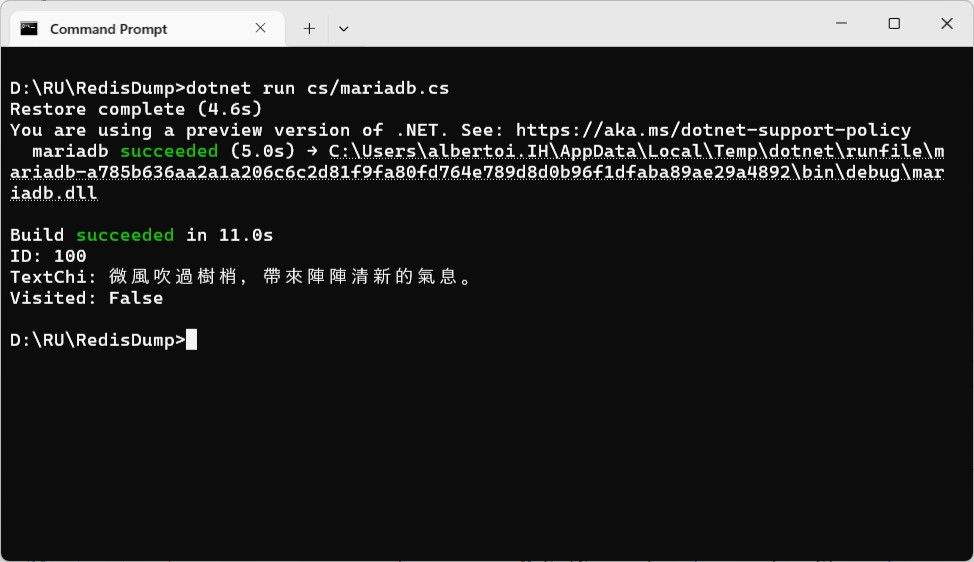 Command Prompt
D:\RU\RedisDump>dotnet run cs/mariadb.cs
Restore complete (4.6s)
You are using a preview version of .NET. See: https://aka.ms/dotnet-support-policy
mariadb succeeded (5.0s) → C:\Users\albertoi.IH\AppData\Local\Temp\dotnet\runfile\m
ariadb-a785b636aa2a1a206c6c2d81f9fa80fd764e789d8d0b96f1dfaba89ae29a4892\bin\debug\mar
iadb.dll
Build succeeded in 11.0s
ID: 100
TextChi: 微風吹過樹梢，帶來陣陣清新的氣息。
Visited: False
D:\RU\RedisDump>